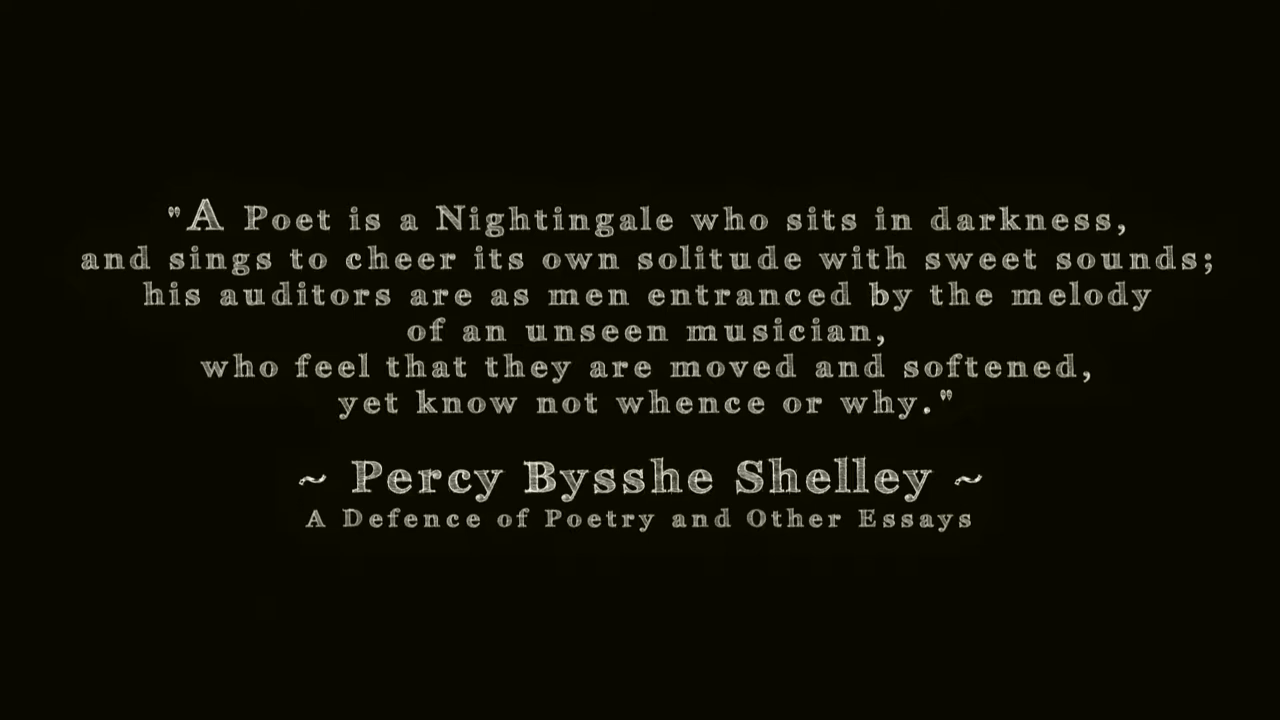 "A Poet is a Nightingale who sits in darkness,
and sings to cheer its own solitude with sweet sounds;
his auditors are as men entranced by the melody
of an unseen musician,
who feel that they are moved and softened,
yet know not whence or why."
~ Percy Bysshe Shelley ~
A Defence of Poetry and Other Essays